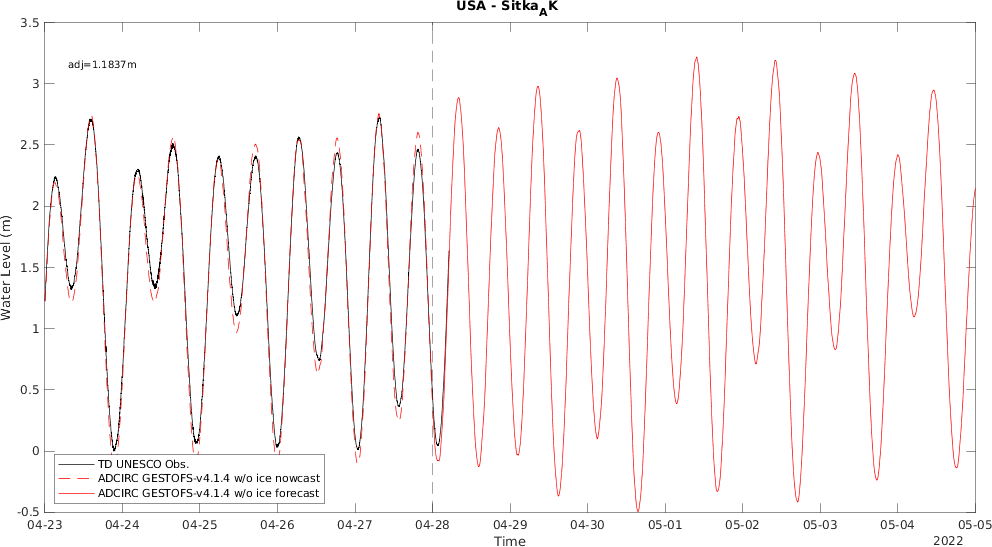 USA - Sitka_AK
adj=1.1837m
3.5
3
2.5
2
1.5
1
0.5
0
-0.5
Water Level (m)
TD UNESCO Obs.
ADCIRC GESTOFS-v4.1.4 w/o ice nowcast
ADCIRC GESTOFS-v4.1.4 w/o ice forecast
04-23 04-24 04-25 04-26 04-27 04-28 04-29 04-30 05-01 05-02 05-03 05-04 05-05
Time
2022